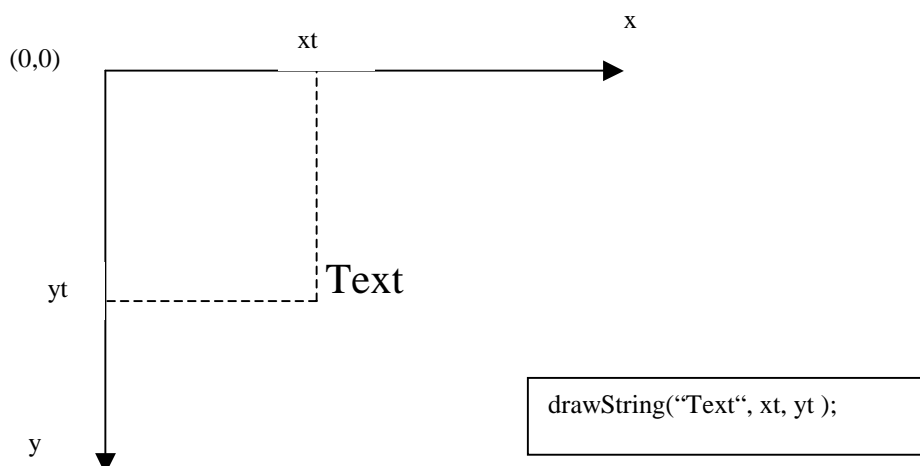 x
xt
(0,0)
Text
yt
drawString(“Text“, xt, yt );
y